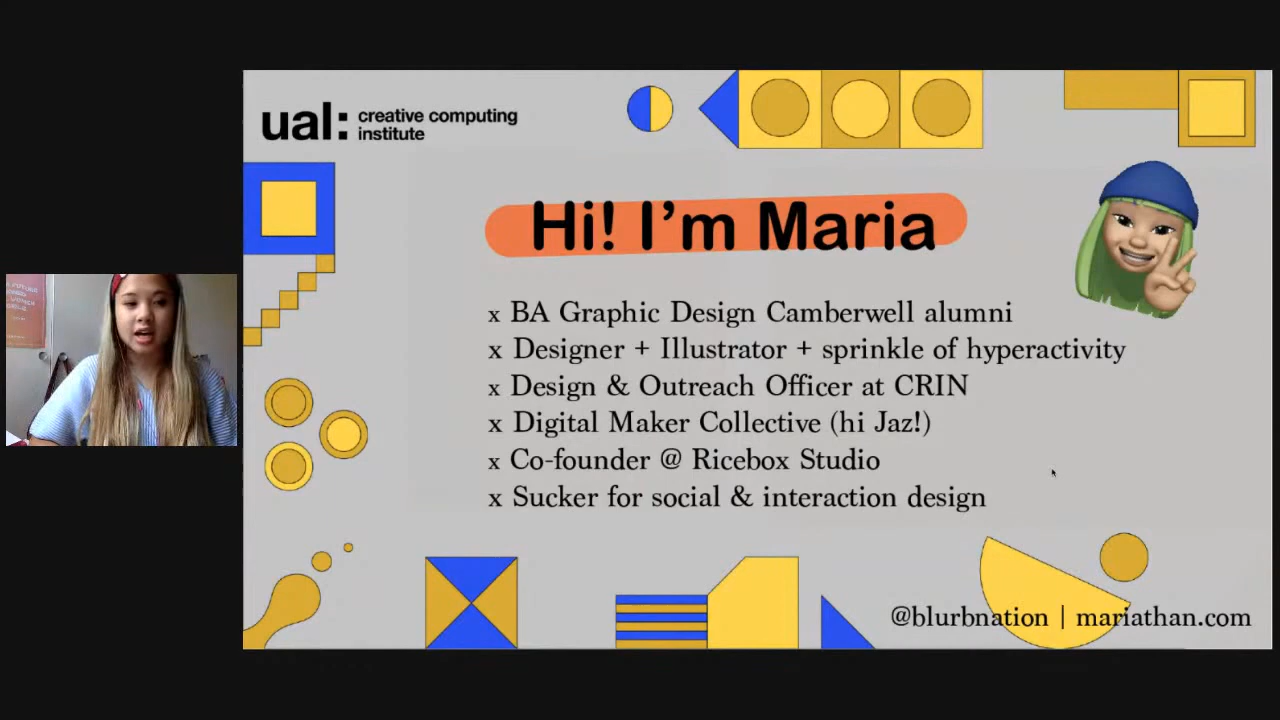 ual: creative computing
institute
Hi! I'm Maria
x BA Graphic Design Camberwell alumni
x Designer + Illustrator + sprinkle of hyperactivity
x Design & Outreach Officer at CRIN
x Digital Maker Collective (hi Jaz!)
x Co-founder @ Ricebox Studio
x Sucker for social & interaction design
@blurbnation | mariathan.com